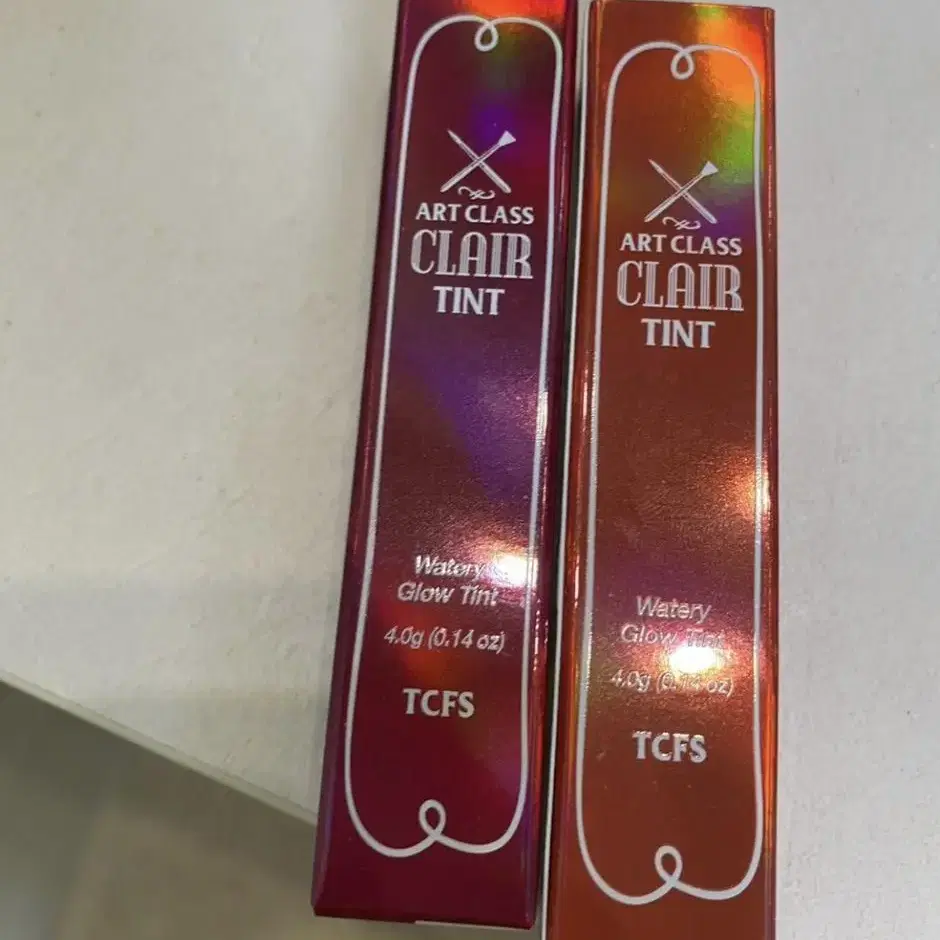 ART CLASS
CLAIR
TINT
Watery
Glow Tint
4.0g (0.14 oz)
TCFS
ART CLASS
CLAIR
TINT
Watery
Glow Tint
4.0g (0.14 oz)
TCFS